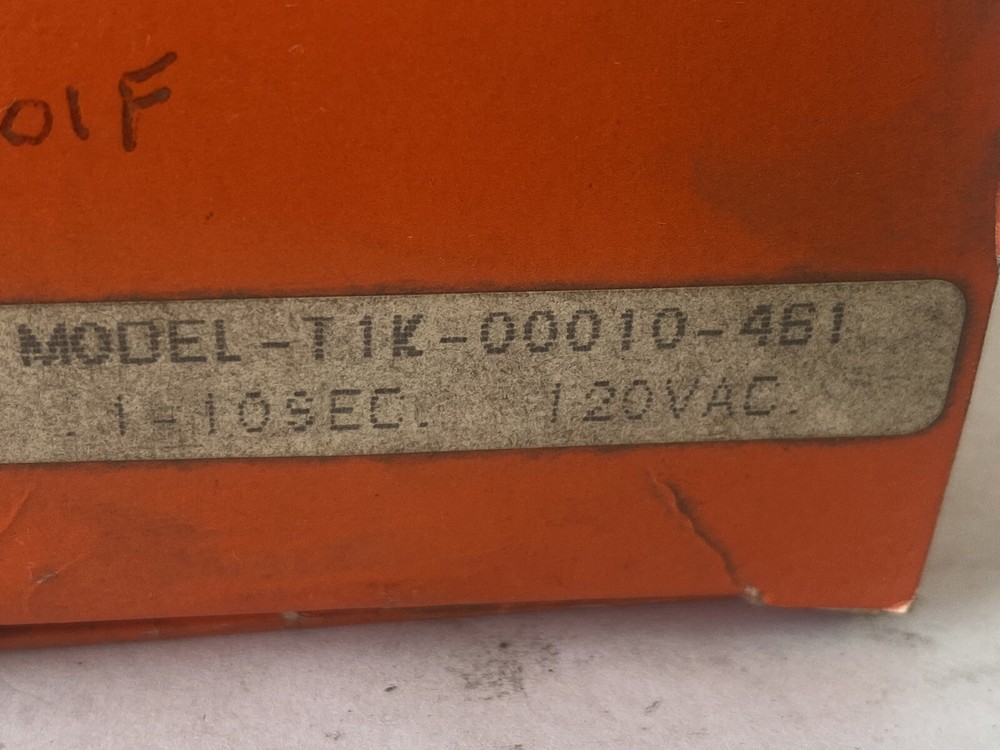 01F
MODEL-T1K-00010-461
.1-10SEC. 120VAC.